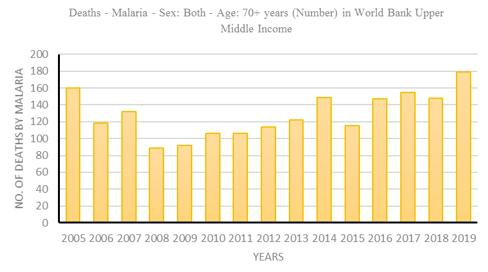 Deaths - Malaria - Sex: Both - Age: 70+ years (Number) in World Bank Upper
Middle Income
NO. OF DEATHS BY MALARIA
200
180
160
140
120
100
80
60
40
20
0
2005 2006 2007 2008 2009 2010 2011 2012 2013 2014 2015 2016 2017 2018 2019
YEARS